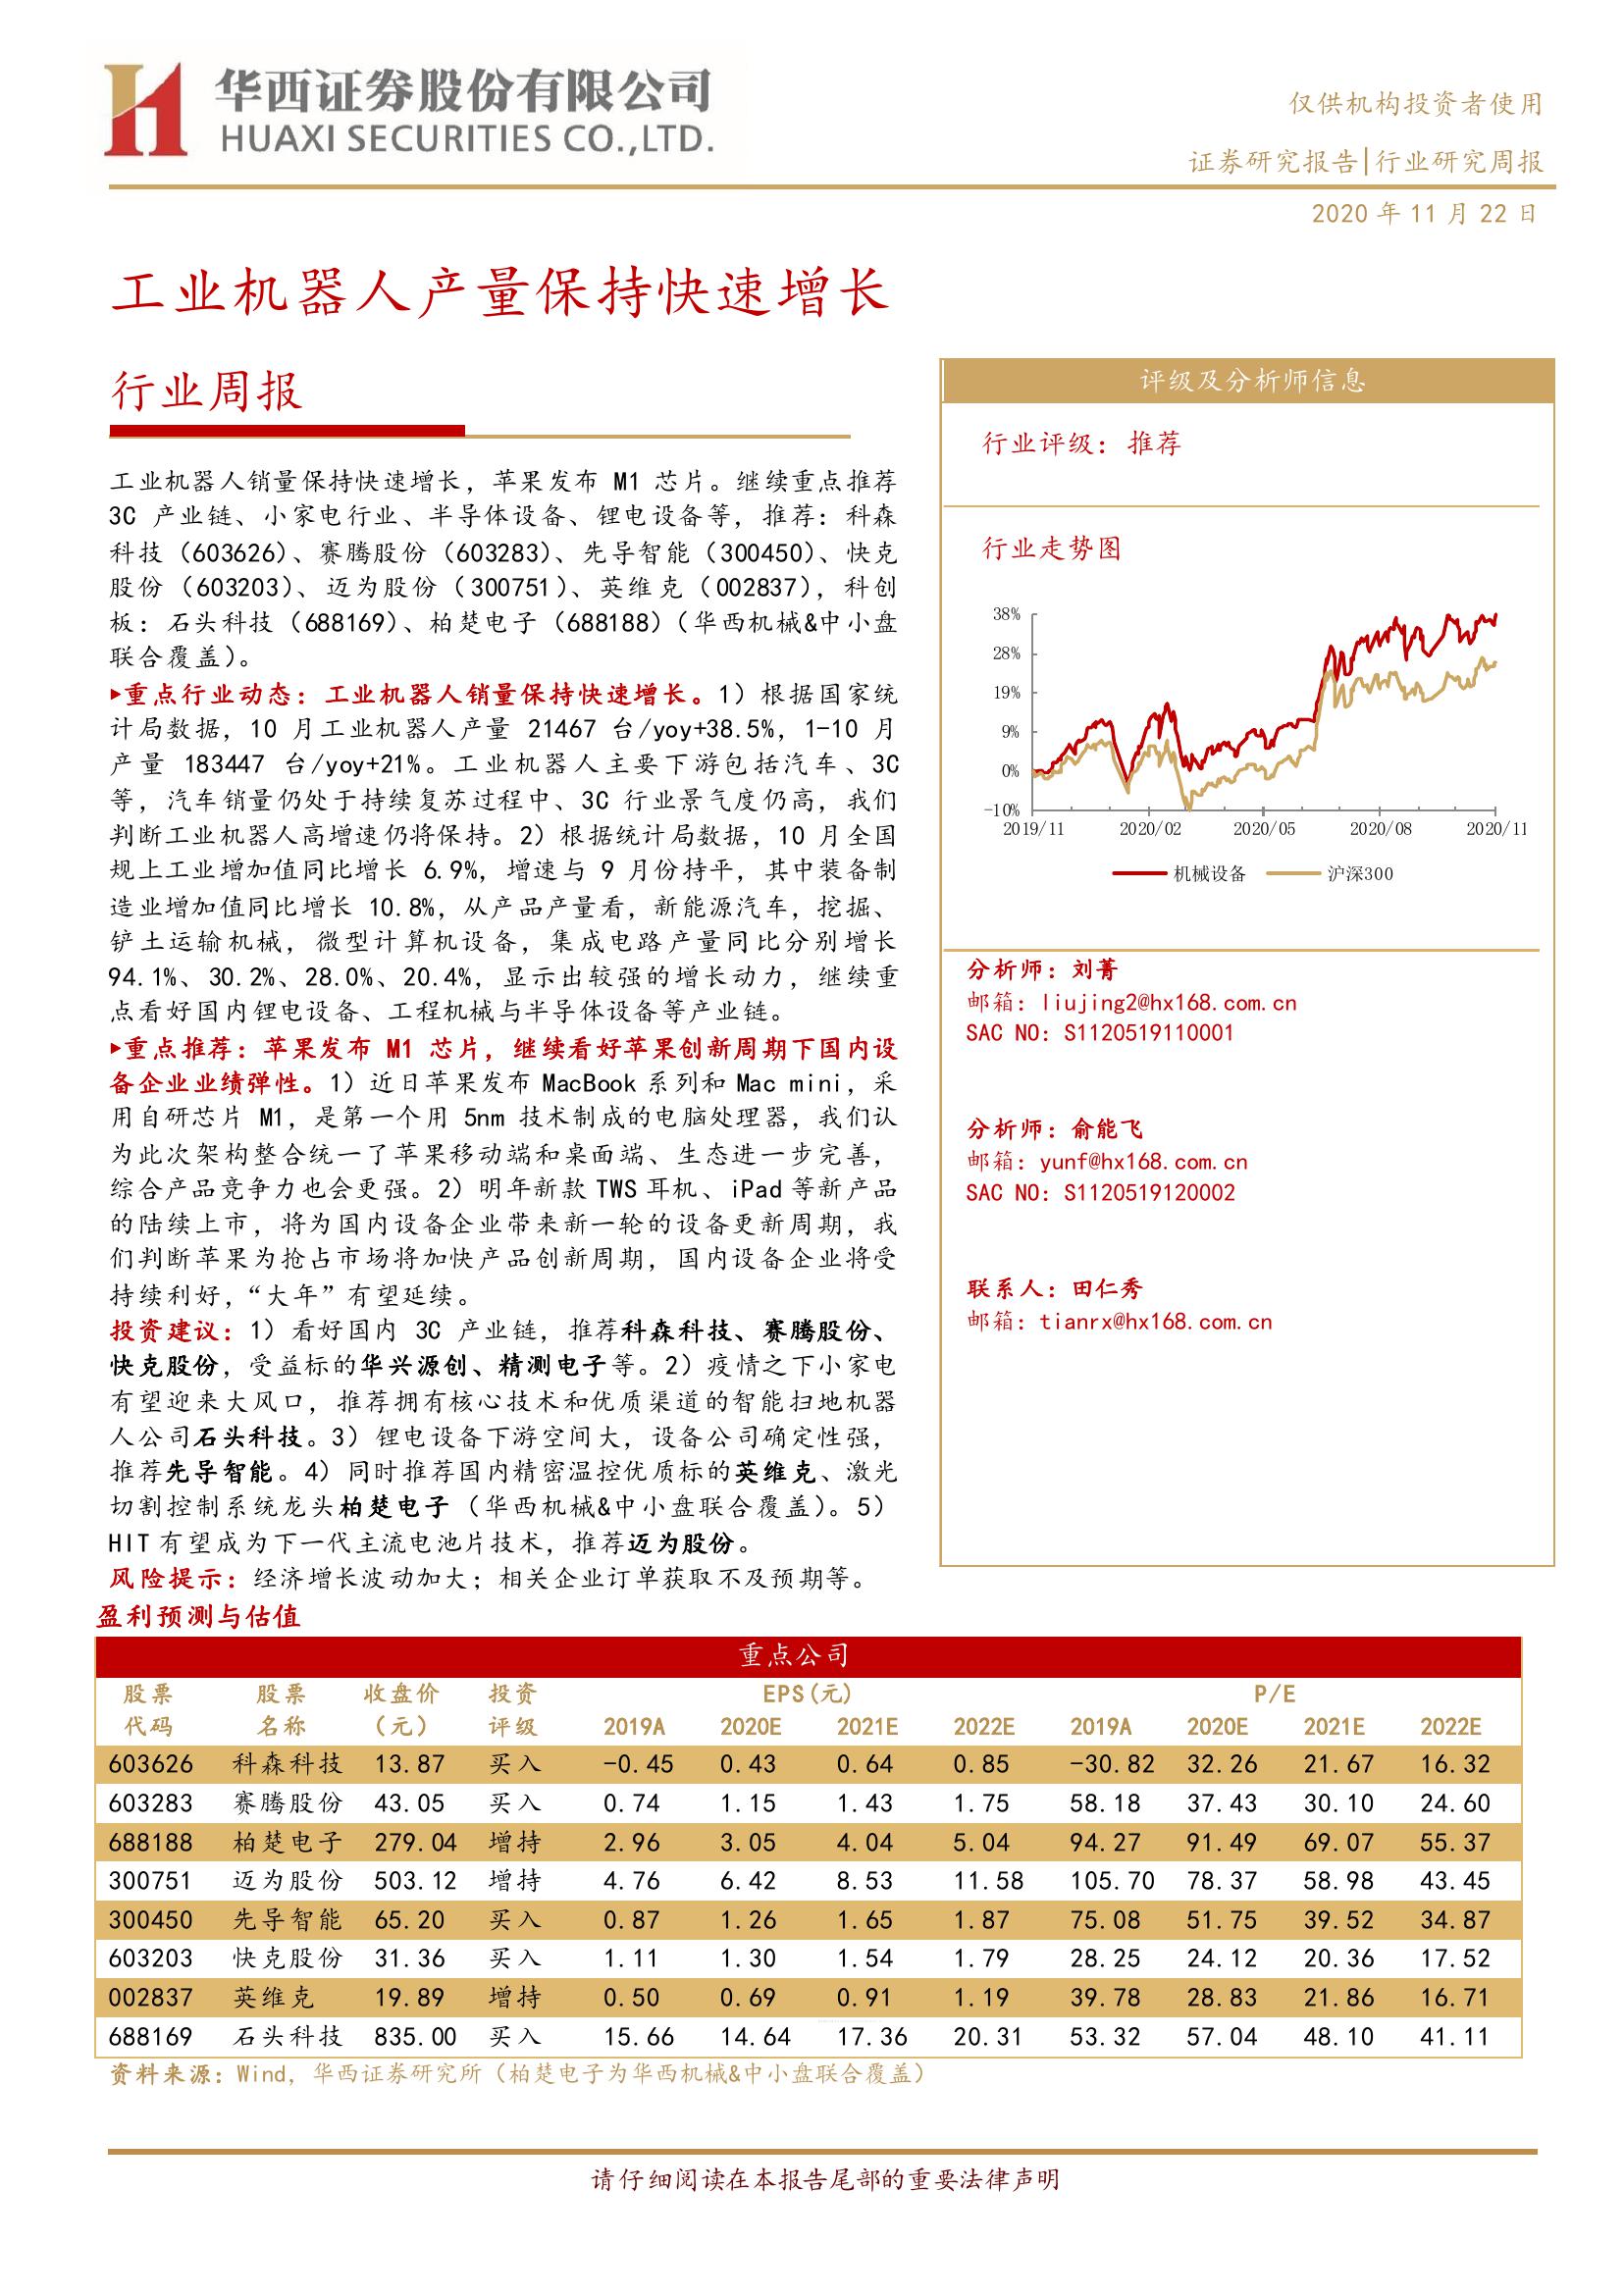 华西证券股份有限公司
HUAXI SECURITIES CO.,LTD.
仅供机构投资者使用
证券研究报告|行业研究周报
2020 年 11 月 22 日
工业机器人产量保持快速增长
行业周报
工业机器人销量保持快速增长，苹果发布 M1 芯片。继续重点推荐
3C 产业链、小家电行业、半导体设备、锂电设备等，推荐：科森
科技（603626）、赛腾股份（603283）、先导智能（300450）、快克
股份（603203）、迈为股份（300751）、英维克（002837），科创
板：石头科技（688169）、柏楚电子（688188）（华西机械&中小盘
联合覆盖）。
▸重点行业动态：工业机器人销量保持快速增长。1）根据国家统
计局数据，10 月工业机器人产量 21467 台/yoy+38.5%，1-10 月
产量 183447 台/yoy+21%。工业机器人主要下游包括汽车、3C
等，汽车销量仍处于持续复苏过程中、3C 行业景气度仍高，我们
判断工业机器人高增速仍将保持。2）根据统计局数据，10 月全国
规上工业增加值同比增长 6.9%，增速与 9 月份持平，其中装备制
造业增加值同比增长 10.8%，从产品产量看，新能源汽车，挖掘、
铲土运输机械，微型计算机设备，集成电路产量同比分别增长
94.1%、30.2%、28.0%、20.4%，显示出较强的增长动力，继续重
点看好国内锂电设备、工程机械与半导体设备等产业链。
▸重点推荐：苹果发布 M1 芯片，继续看好苹果创新周期下国内设
备企业业绩弹性。1）近日苹果发布 MacBook 系列和 Mac mini，采
用自研芯片 M1，是第一个用 5nm 技术制成的电脑处理器，我们认
为此次架构整合统一了苹果移动端和桌面端、生态进一步完善，
综合产品竞争力也会更强。2）明年新款 TWS 耳机、iPad 等新产品
的陆续上市，将为国内设备企业带来新一轮的设备更新周期，我
们判断苹果为抢占市场将加快产品创新周期，国内设备企业将受
持续利好，“大年”有望延续。
投资建议：1）看好国内 3C 产业链，推荐科森科技、赛腾股份、
快克股份，受益标的华兴源创、精测电子等。2）疫情之下小家电
有望迎来大风口，推荐拥有核心技术和优质渠道的智能扫地机器
人公司石头科技。3）锂电设备下游空间大，设备公司确定性强，
推荐先导智能。4）同时推荐国内精密温控优质标的英维克、激光
切割控制系统龙头柏楚电子（华西机械&中小盘联合覆盖）。5）
HIT 有望成为下一代主流电池片技术，推荐迈为股份。
风险提示：经济增长波动加大；相关企业订单获取不及预期等。
评级及分析师信息
行业评级：推荐
行业走势图
38%
28%
19%
9%
0%
-10%
2019/11 2020/02 2020/05 2020/08 2020/11
机械设备 沪深300
分析师：刘菁
邮箱：liujing2@hx168.com.cn
SAC NO：S1120519110001
分析师：俞能飞
邮箱：yunf@hx168.com.cn
SAC NO：S1120519120002
联系人：田仁秀
邮箱：tianrx@hx168.com.cn
盈利预测与估值
重点公司
股票 股票 收盘价 投资 EPS(元) P/E
代码 名称 （元） 评级 2019A 2020E 2021E 2022E 2019A 2020E 2021E 2022E
603626 科森科技 13.87 买入 -0.45 0.43 0.64 0.85 -30.82 32.26 21.67 16.32
603283 赛腾股份 43.05 买入 0.74 1.15 1.43 1.75 58.18 37.43 30.10 24.60
688188 柏楚电子 279.04 增持 2.96 3.05 4.04 5.04 94.27 91.49 69.07 55.37
300751 迈为股份 503.12 增持 4.76 6.42 8.53 11.58 105.70 78.37 58.98 43.45
300450 先导智能 65.20 买入 0.87 1.26 1.65 1.87 75.08 51.75 39.52 34.87
603203 快克股份 31.36 买入 1.11 1.30 1.54 1.79 28.25 24.12 20.36 17.52
002837 英维克 19.89 增持 0.50 0.69 0.91 1.19 39.78 28.83 21.86 16.71
688169 石头科技 835.00 买入 15.66 14.64 17.36 20.31 53.32 57.04 48.10 41.11
资料来源：Wind，华西证券研究所（柏楚电子为华西机械&中小盘联合覆盖）
请仔细阅读在本报告尾部的重要法律声明